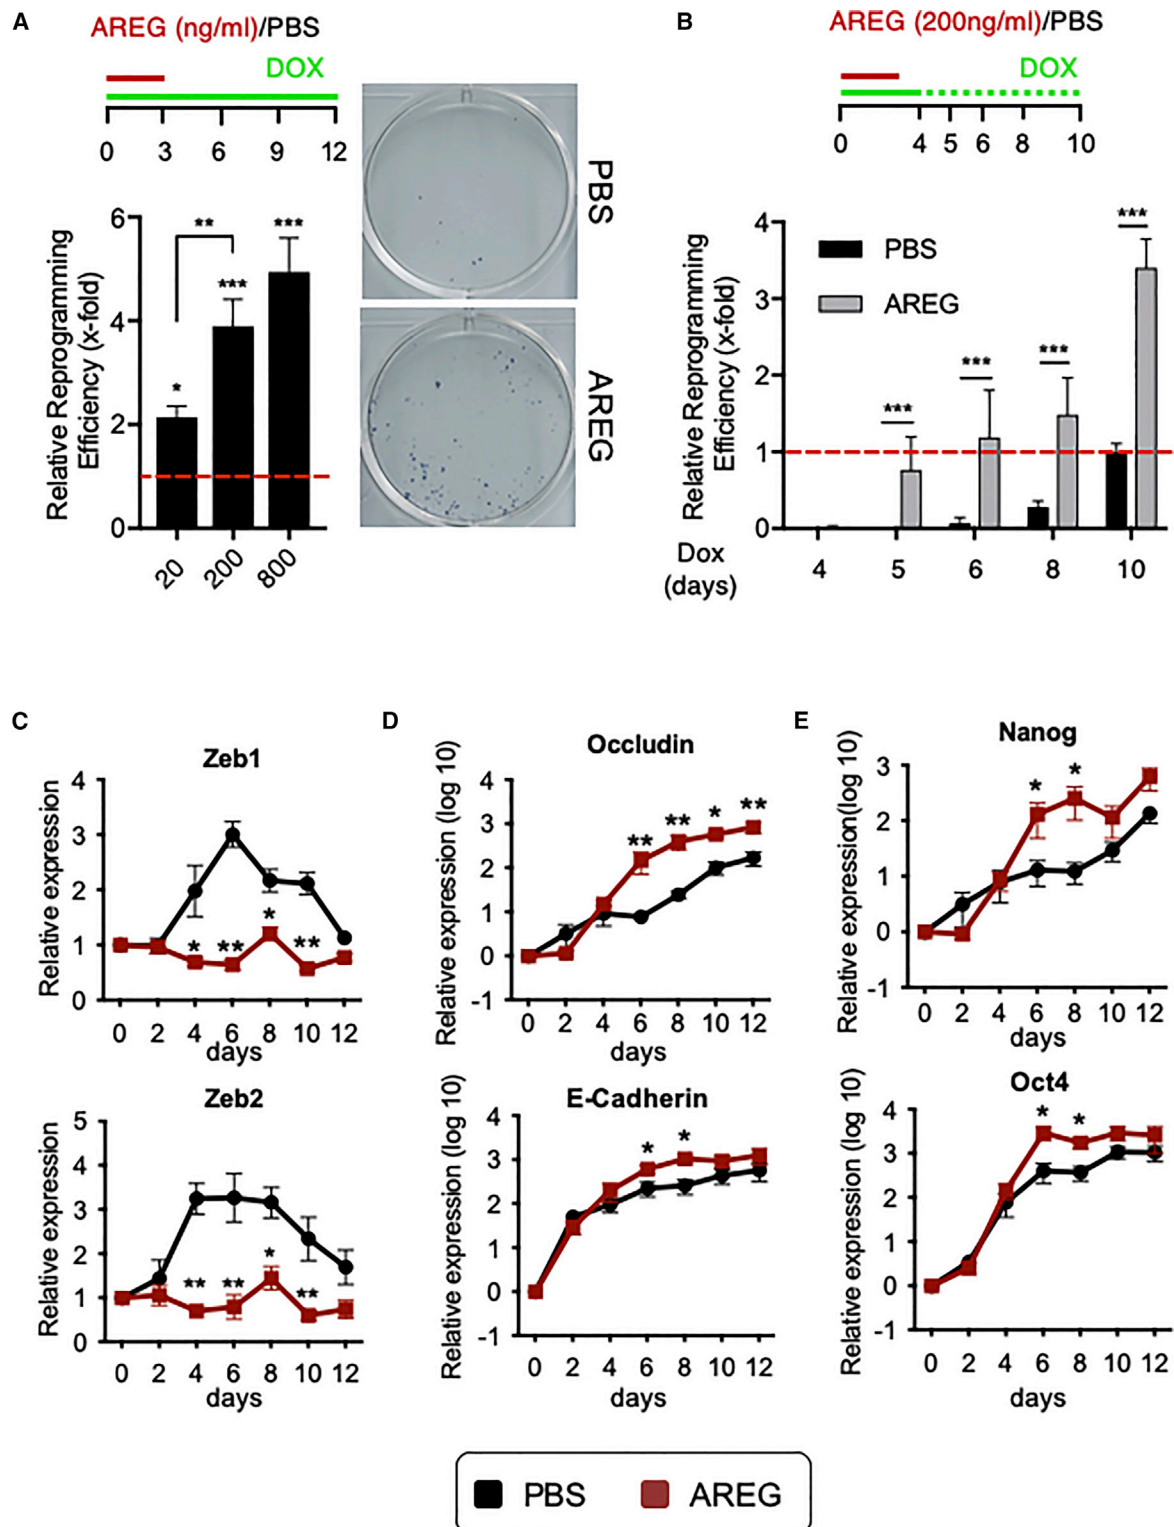 A
AREG (ng/ml)/PBS
DOX
0 3 6 9 12
Relative Reprogramming
Efficiency (x-fold)
6
4
2
0
**
***
***
*
20 200 800
PBS
AREG
B
AREG (200ng/ml)/PBS
DOX
0 4 5 6 8 10
Relative Reprogramming
Efficiency (x-fold)
4
3
2
1
0
PBS
AREG
***
***
***
***
Dox
(days)
4 5 6 8 10
C
Zeb1
Relative expression
4
3
2
1
0
* ** * **
0 2 4 6 8 10 12
days
Zeb2
Relative expression
5
4
3
2
1
0
** ** * **
0 2 4 6 8 10 12
days
D
Occludin
Relative expression (log 10)
4
3
2
1
0
-1
** ** * **
0 2 4 6 8 10 12
days
E-Cadherin
Relative expression (log 10)
4
3
2
1
0
-1
* *
0 2 4 6 8 10 12
days
E
Nanog
Relative expression(log 10)
3
2
1
0
-1
* *
0 2 4 6 8 10 12
days
Oct4
Relative expression (log 10)
4
3
2
1
0
-1
* *
0 2 4 6 8 10 12
days
PBS AREG